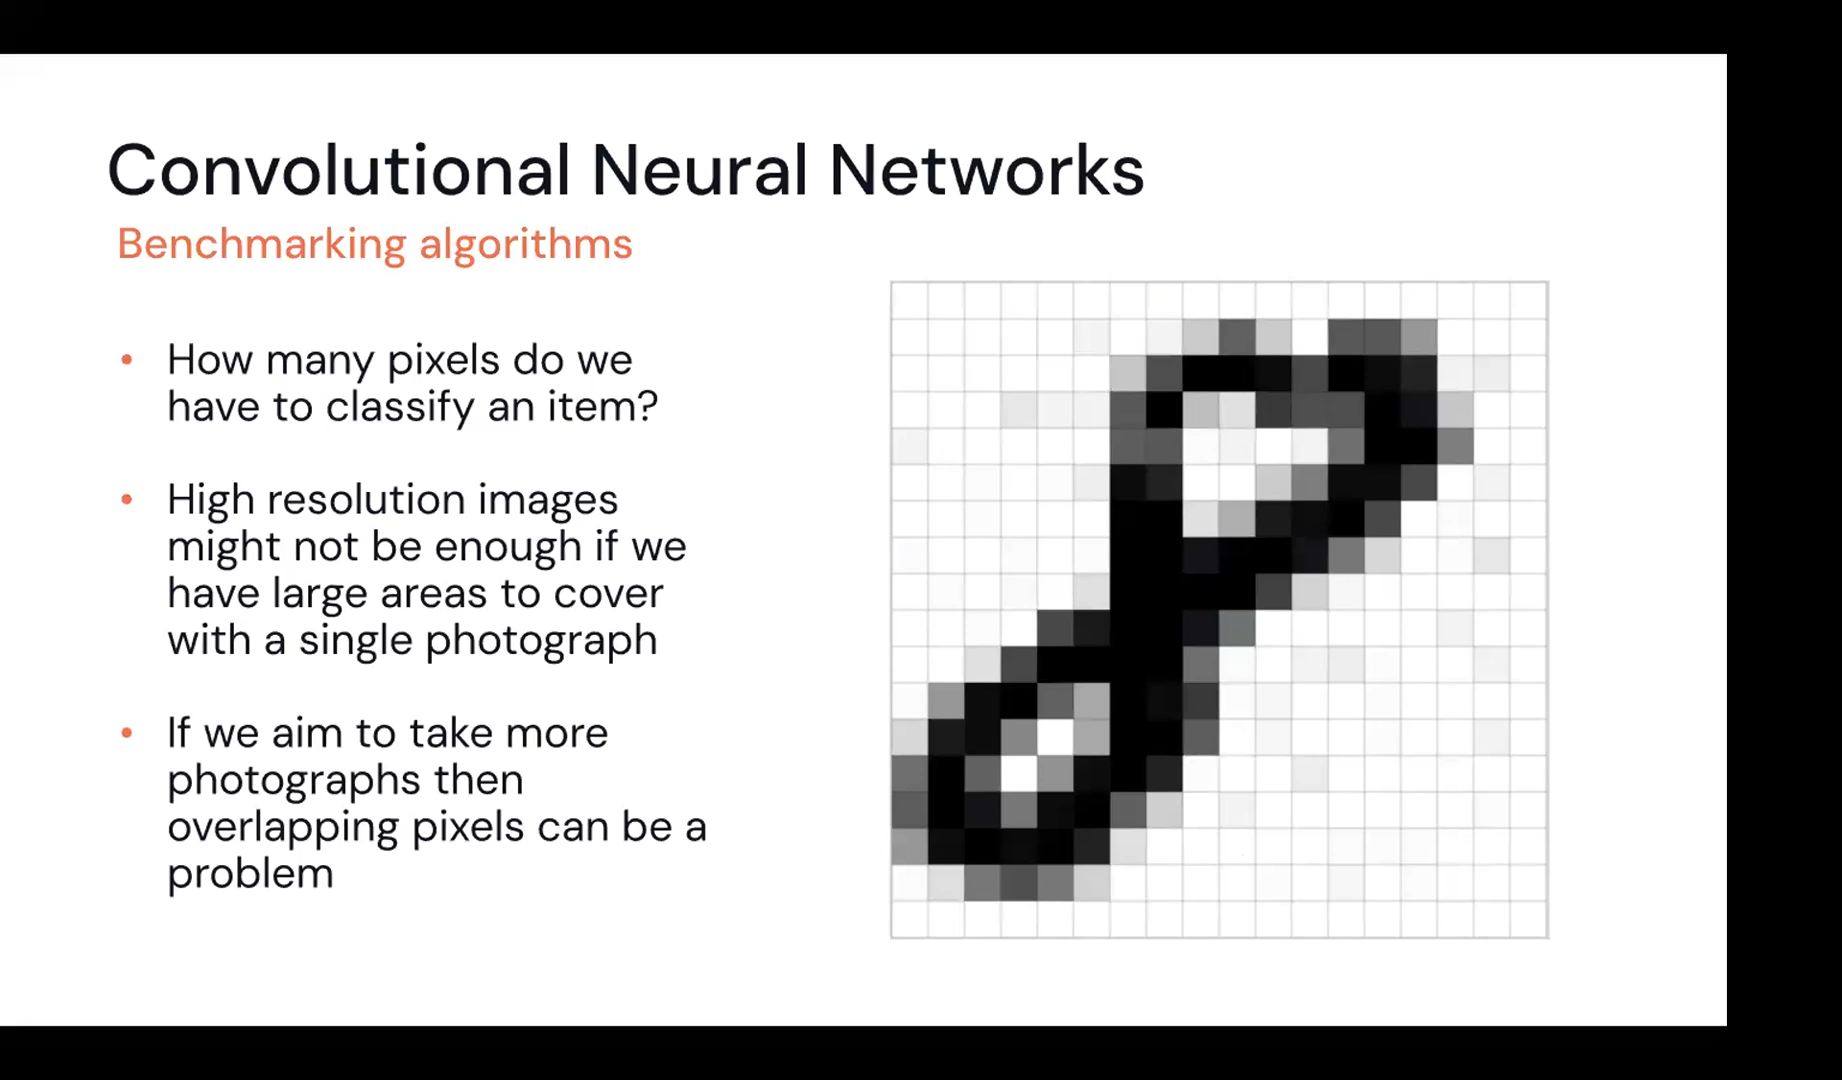 Convolutional Neural Networks
Benchmarking algorithms
• How many pixels do we
have to classify an item?
• High resolution images
might not be enough if we
have large areas to cover
with a single photograph
• If we aim to take more
photographs then
overlapping pixels can be a
problem